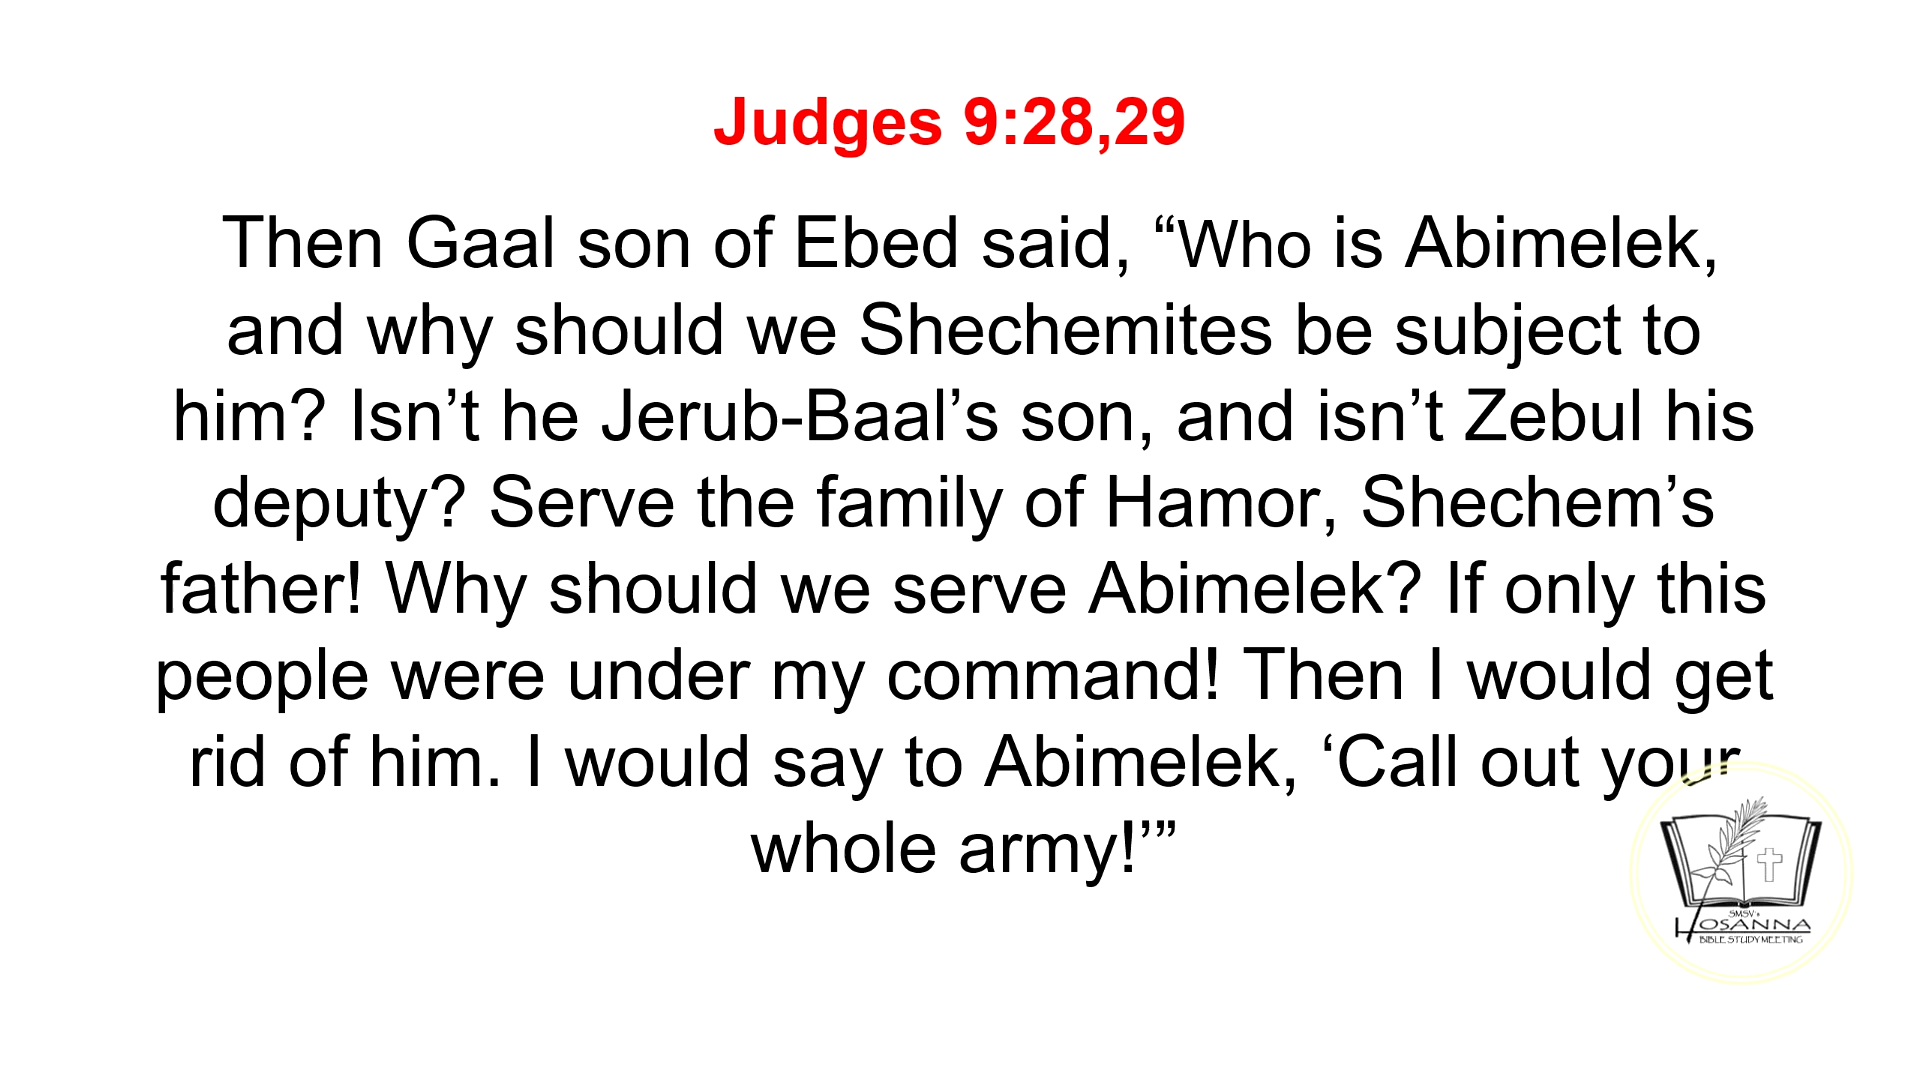 Judges 9:28,29
Then Gaal son of Ebed said, “Who is Abimelek,
and why should we Shechemites be subject to
him? Isn’t he Jerub-Baal’s son, and isn’t Zebul his
deputy? Serve the family of Hamor, Shechem’s
father! Why should we serve Abimelek? If only this
people were under my command! Then I would get
rid of him. I would say to Abimelek, ‘Call out your
whole army!’”
SMSV's
HOSANNA
BIBLE STUDY MEETING